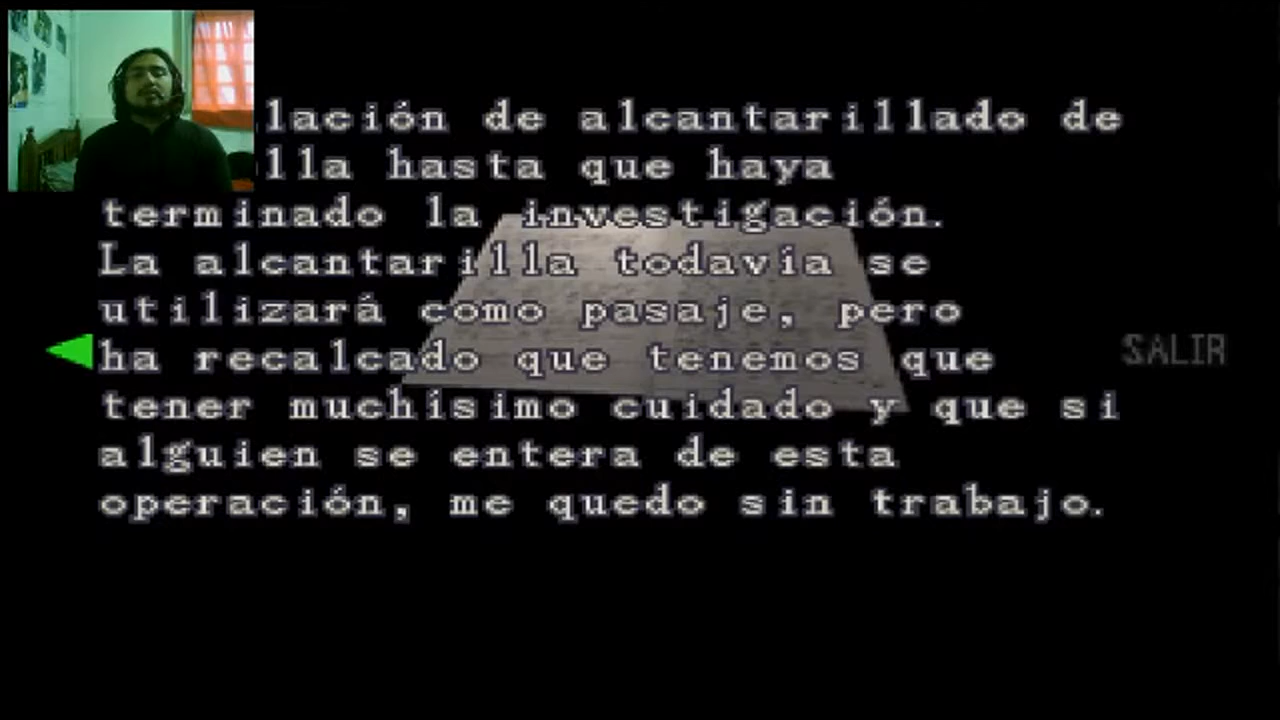 lación de alcantarillado de
lla hasta que haya
terminado la investigación.
La alcantarilla todavía se
utilizará como pasaje, pero
ha recalcado que tenemos que
tener muchísimo cuidado y que si
alguien se entera de esta
operación, me quedo sin trabajo.
SALIR